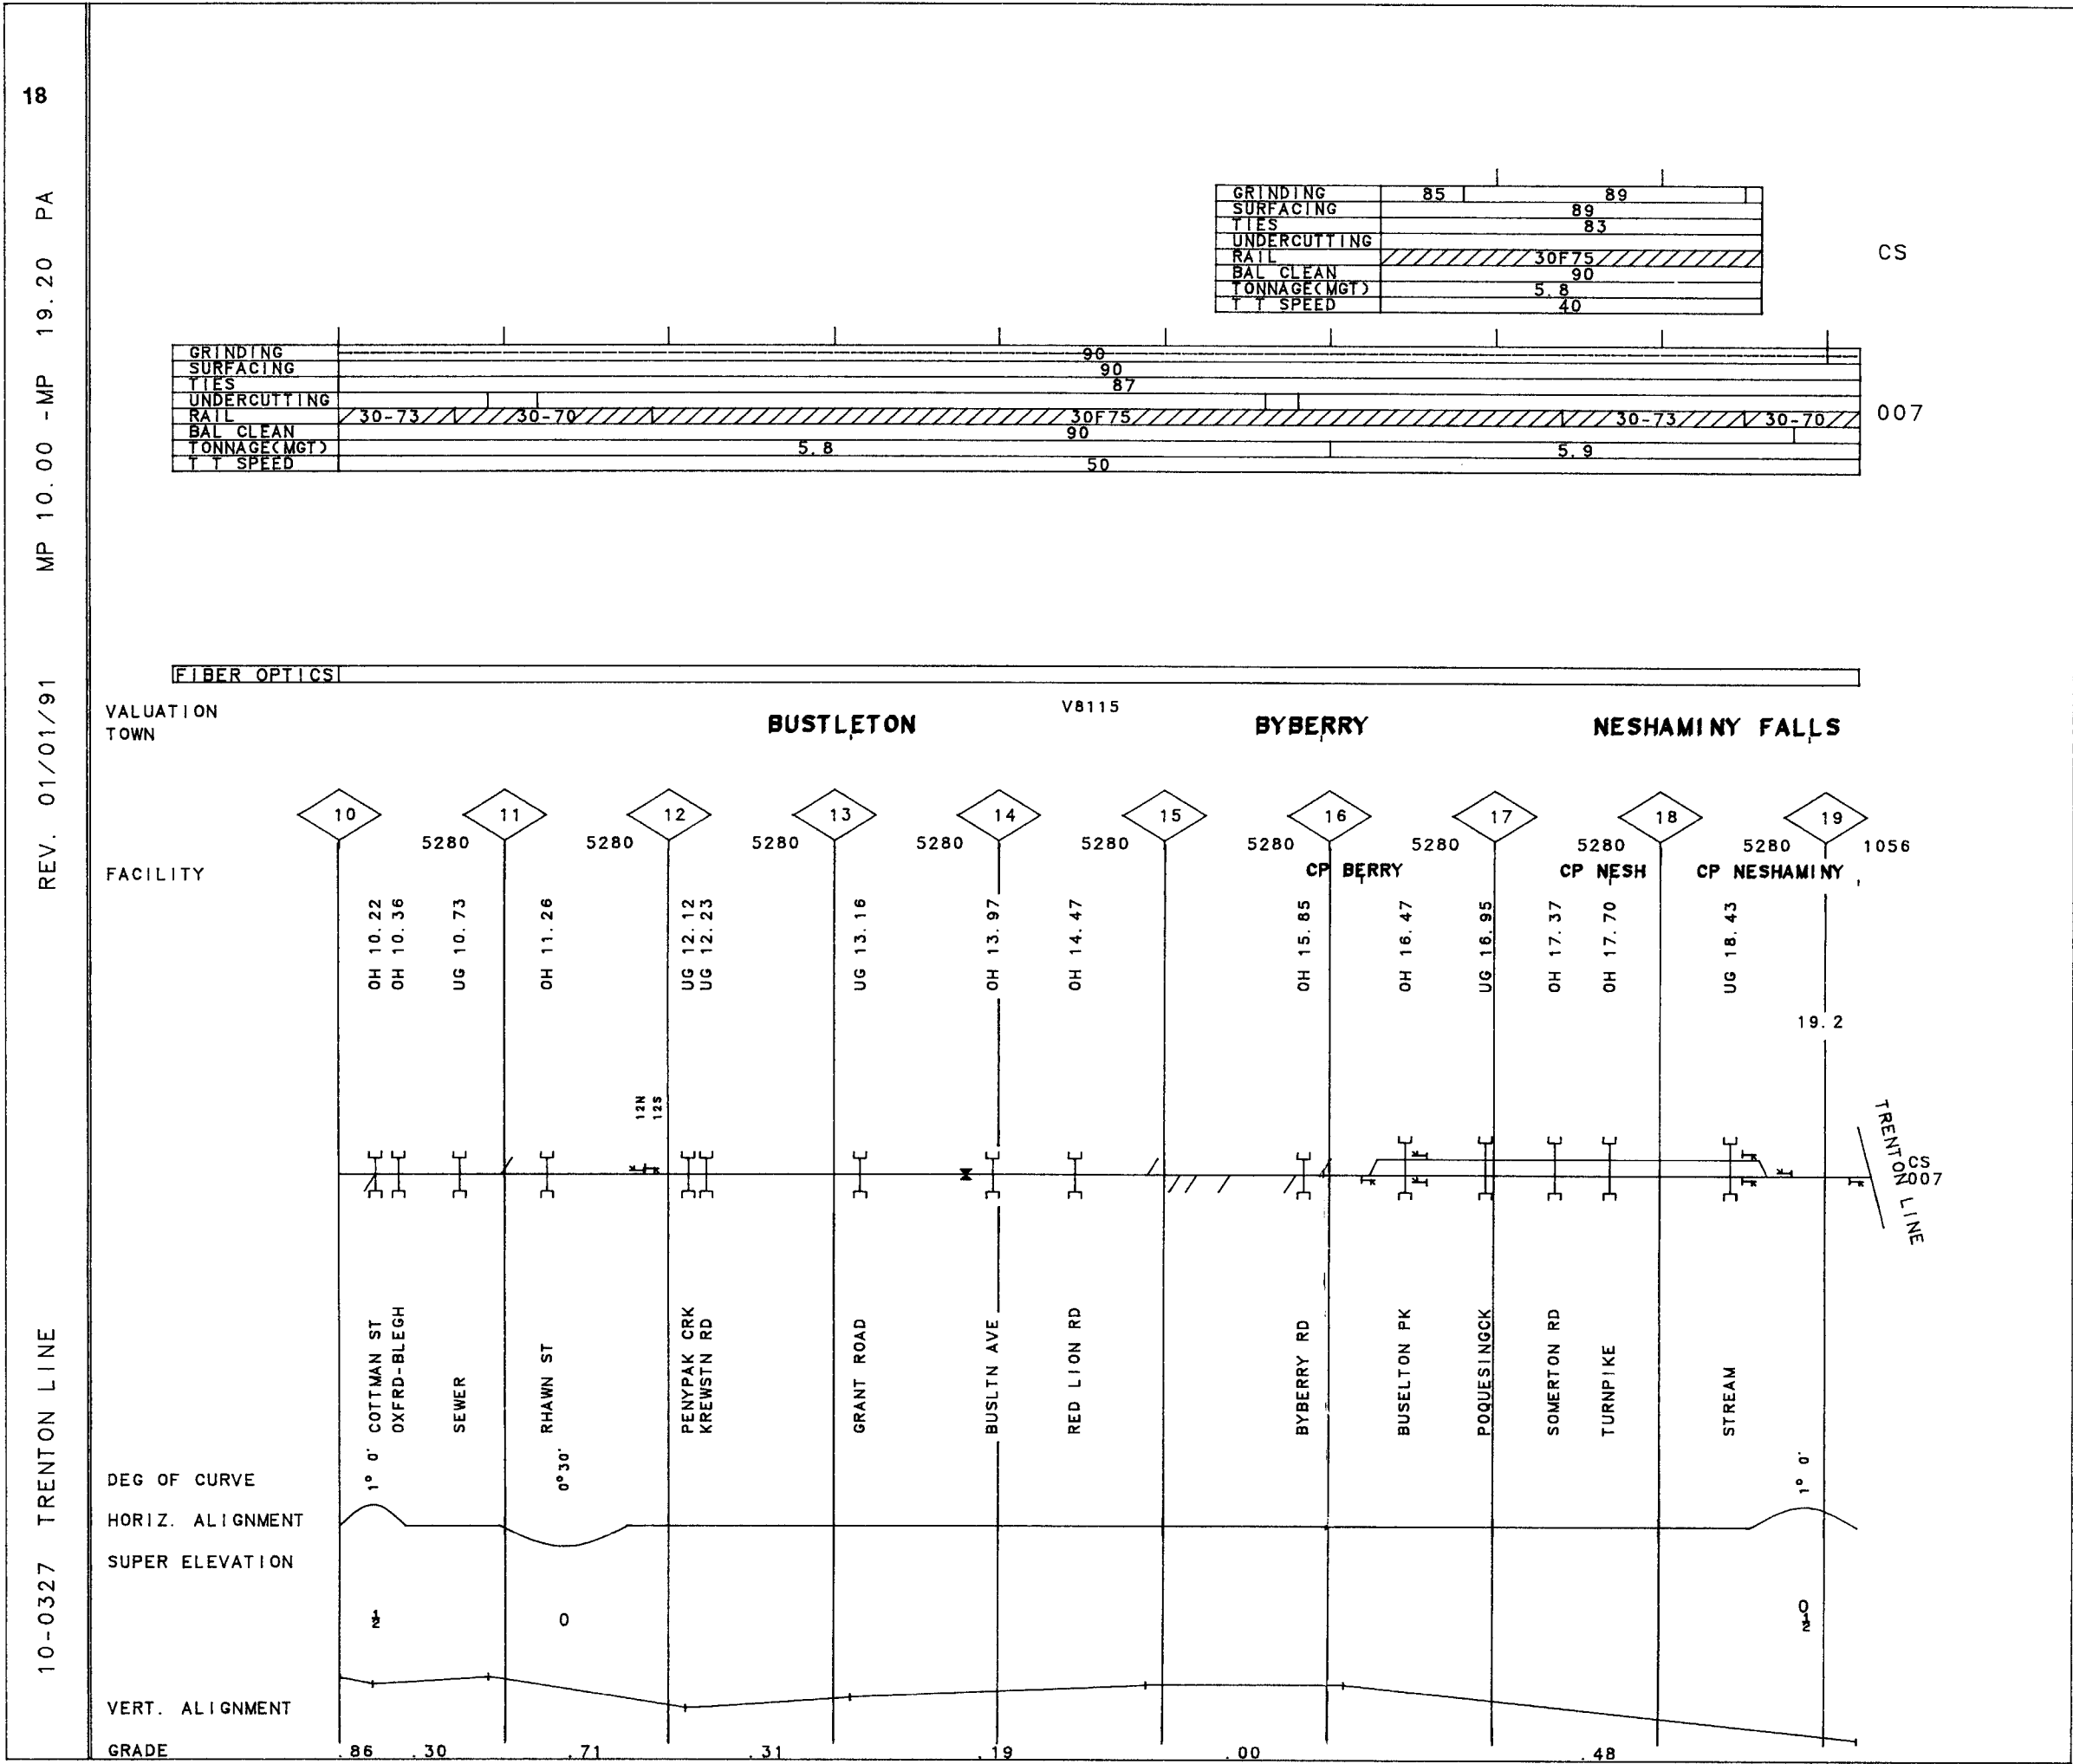 18
10-0327 TRENTON LINE REV. 01/01/91 MP 10.00 -MP 19.20 PA
GRINDING 85 89
SURFACING 89
TIES 83
UNDERCUTTING
RAIL 30F75
BAL CLEAN 90
TONNAGE(MGT) 5.8
T T SPEED 40
CS
GRINDING 90
SURFACING 90
TIES 87
UNDERCUTTING
RAIL 30-73 30-70 30F75 30-73 30-70
BAL CLEAN 90
TONNAGE(MGT) 5.8 5.9
T T SPEED 50
007
FIBER OPTICS
VALUATION V8115
TOWN BUSTLETON BYBERRY NESHAMINY FALLS
10 11 12 13 14 15 16 17 18 19
5280 5280 5280 5280 5280 5280 5280 5280 5280 1056
FACILITY CP BERRY CP NESH CP NESHAMINY
OH 10.22
OH 10.36
UG 10.73
OH 11.26
UG 12.12
UG 12.23
UG 13.16
OH 13.97
OH 14.47
OH 15.85
OH 16.47
UG 16.95
OH 17.37
OH 17.70
UG 18.43
19.2
12N
12S
TRENTON LINE
CS
007
COTTMAN ST
OXFRD-BLEGH
SEWER
RHAWN ST
PENYPAK CRK
KREWSTN RD
GRANT ROAD
BUSLTN AVE
RED LION RD
BYBERRY RD
BUSELTON PK
POQUESINGCK
SOMERTON RD
TURNPIKE
STREAM
DEG OF CURVE 1° 0' 0°30' 1° 0'
HORIZ. ALIGNMENT
SUPER ELEVATION
½ 0 0 ½
VERT. ALIGNMENT
GRADE .86 .30 .71 .31 .19 .00 .48